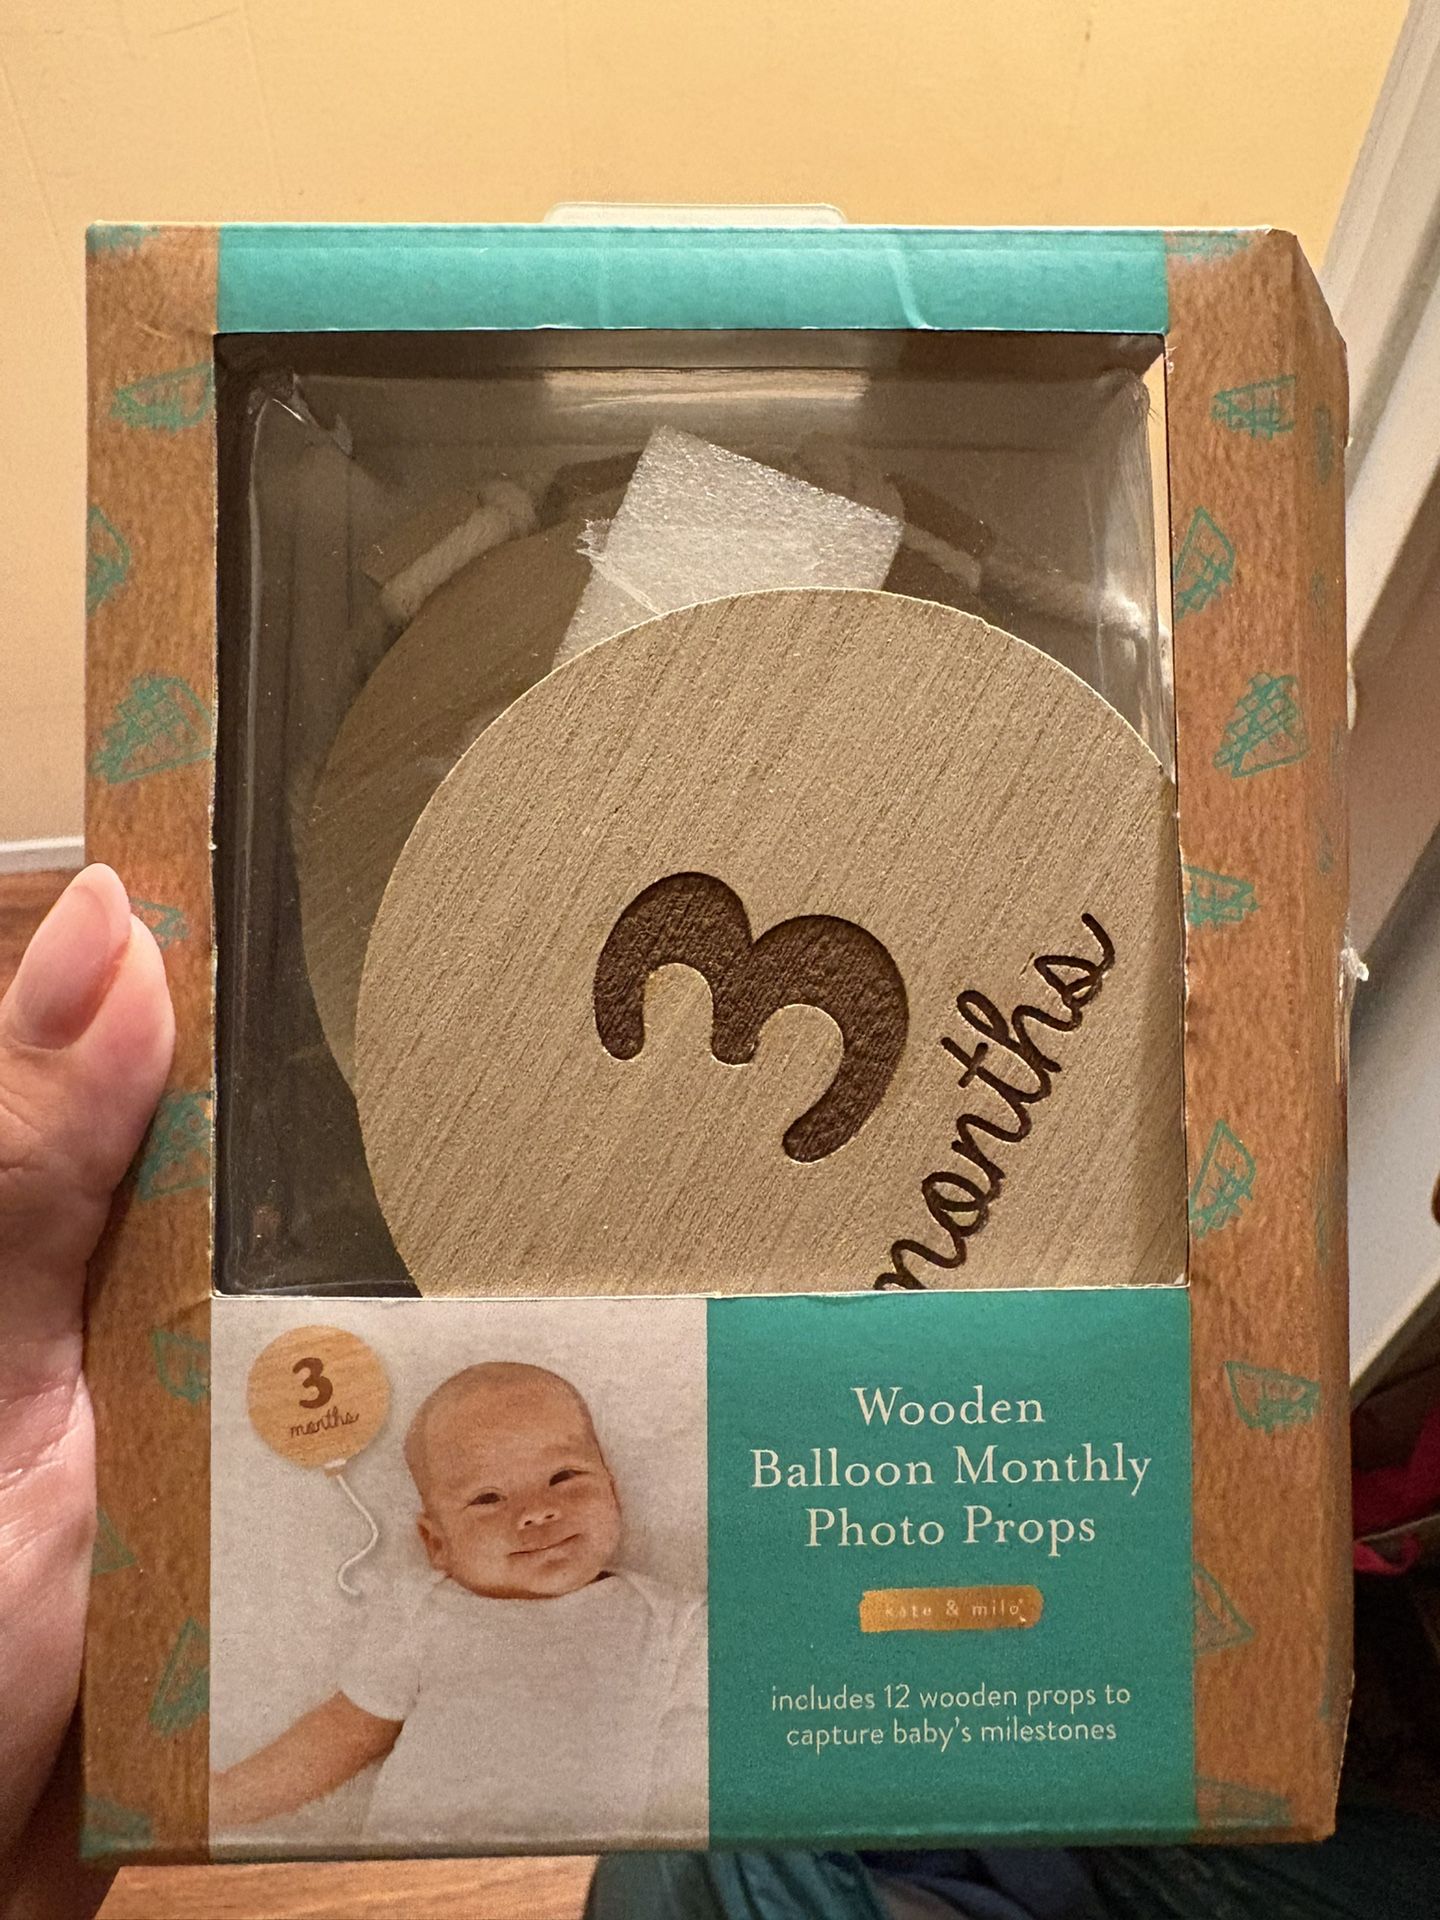 3
months
3
months
Wooden
Balloon Monthly
Photo Props
kate & milo
includes 12 wooden props to
capture baby's milestones